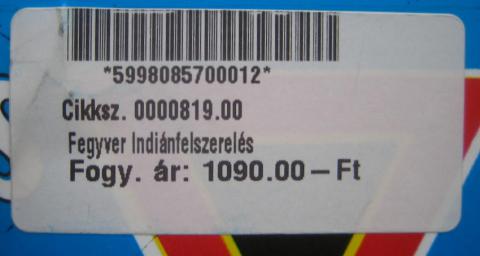 *5998085700012*
Cikksz. 0000819.00
Fegyver Indiánfelszerelés
Fogy. ár: 1090.00-Ft